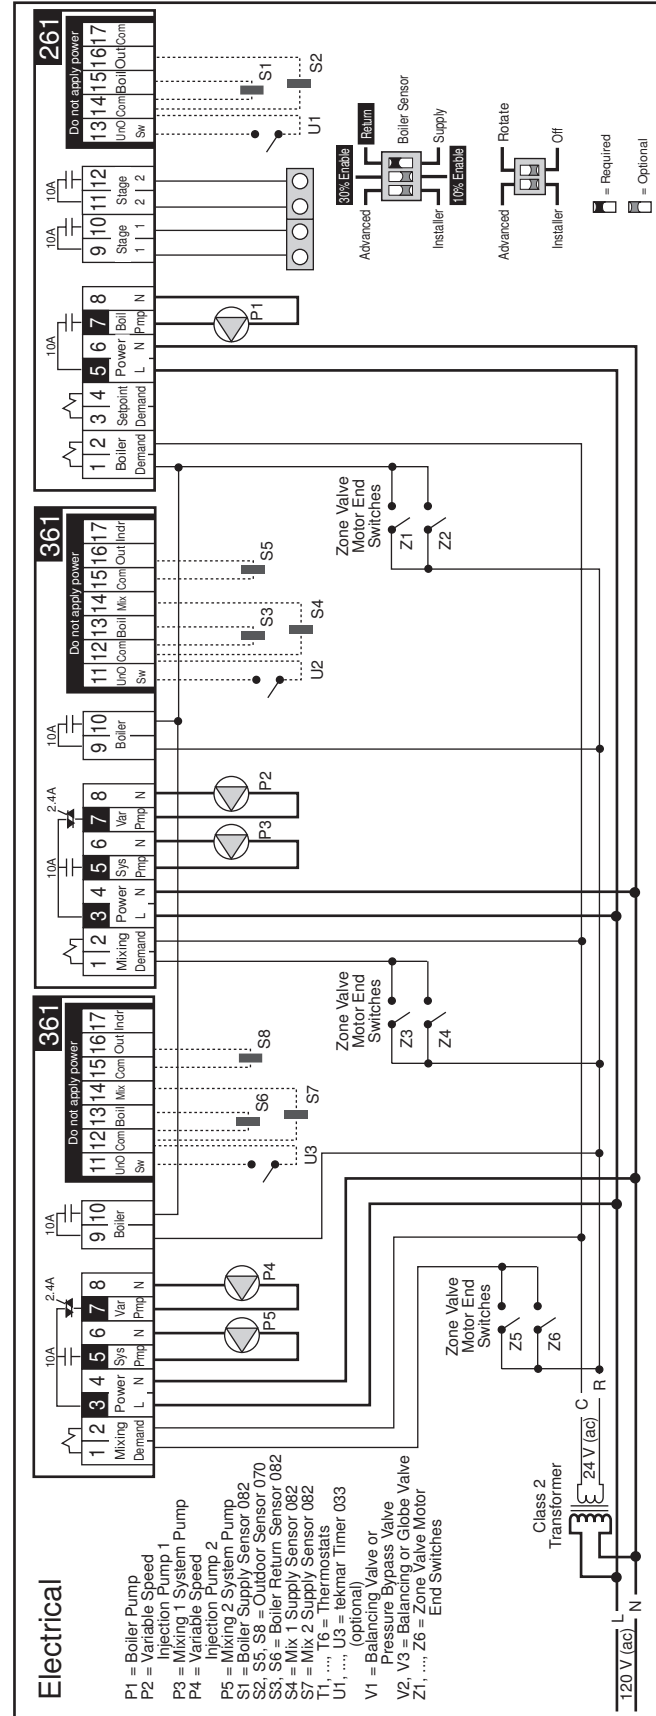 Electrical
P1 = Boiler Pump
P2 = Variable Speed
Injection Pump 1
P3 = Mixing 1 System Pump
P4 = Variable Speed
Injection Pump 2
P5 = Mixing 2 System Pump
S1 = Boiler Supply Sensor 082
S2, S5, S8 = Outdoor Sensor 070
S3, S6 = Boiler Return Sensor 082
S4 = Mix 1 Supply Sensor 082
S7 = Mix 2 Supply Sensor 082
T1, ..., T6 = Thermostats
U1, ..., U3 = tekmar Timer 033
(optional)
V1 = Balancing Valve or
Pressure Bypass Valve
V2, V3 = Balancing or Globe Valve
Z1, ..., Z6 = Zone Valve Motor
End Switches
361
10A 2.4A 10A
Do not apply power
1 2 3 4 5 6 7 8 9 10 11 12 13 14 15 16 17
Mixing Power Sys Var Boiler UnO Com Boil Mix Com Out Indr
Demand L N Pmp N Pmp N Sw
P5 P4 U3 S6 S7 S8
361
10A 2.4A 10A
Do not apply power
1 2 3 4 5 6 7 8 9 10 11 12 13 14 15 16 17
Mixing Power Sys Var Boiler UnO Com Boil Mix Com Out Indr
Demand L N Pmp N Pmp N Sw
P3 P2 U2 S3 S4 S5
261
10A 10A 10A
Do not apply power
1 2 3 4 5 6 7 8 9 10 11 12 13 14 15 16 17
Boiler Setpoint Power Boil Stage Stage UnO Com Boil Out Com
Demand Demand L N Pmp N 1 1 2 2 Sw
P1 U1 S1 S2
Zone Valve
Motor End
Switches
Z5 Z6
Zone Valve
Motor End
Switches
Z3 Z4
Zone Valve
Motor End
Switches
Z1 Z2
Advanced 30% Enable Return
Boiler Sensor
Installer 10% Enable Supply
Advanced Rotate
Installer Off
= Required
= Optional
Class 2
Transformer
24 V (ac) C
R
120 V (ac) L
N